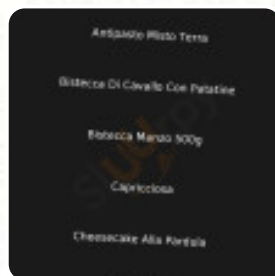 Antipasto Misto Terra
Bistecca Di Cavallo Con Patatine
Bistecca Manzo 500g
Capricciosa
Cheesecake Alla